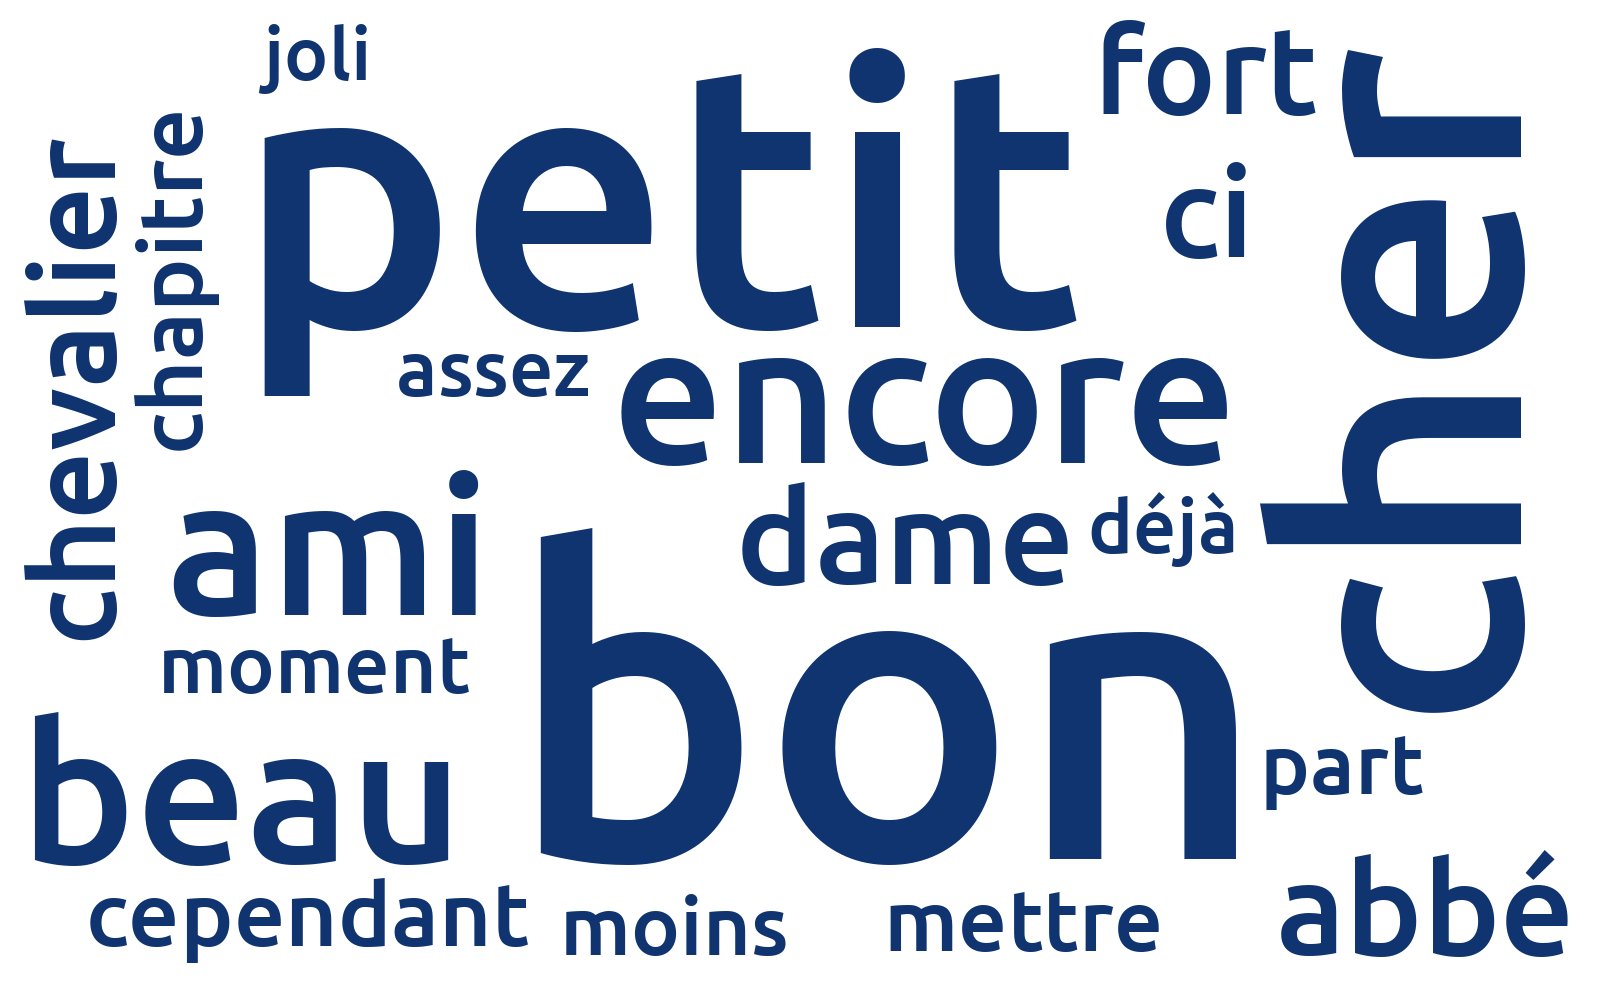 joli
petit
fort
cher
ci
chevalier
chapitre
assez
encore
ami
dame
déjà
bon
moment
beau
part
cependant
moins
mettre
abbé